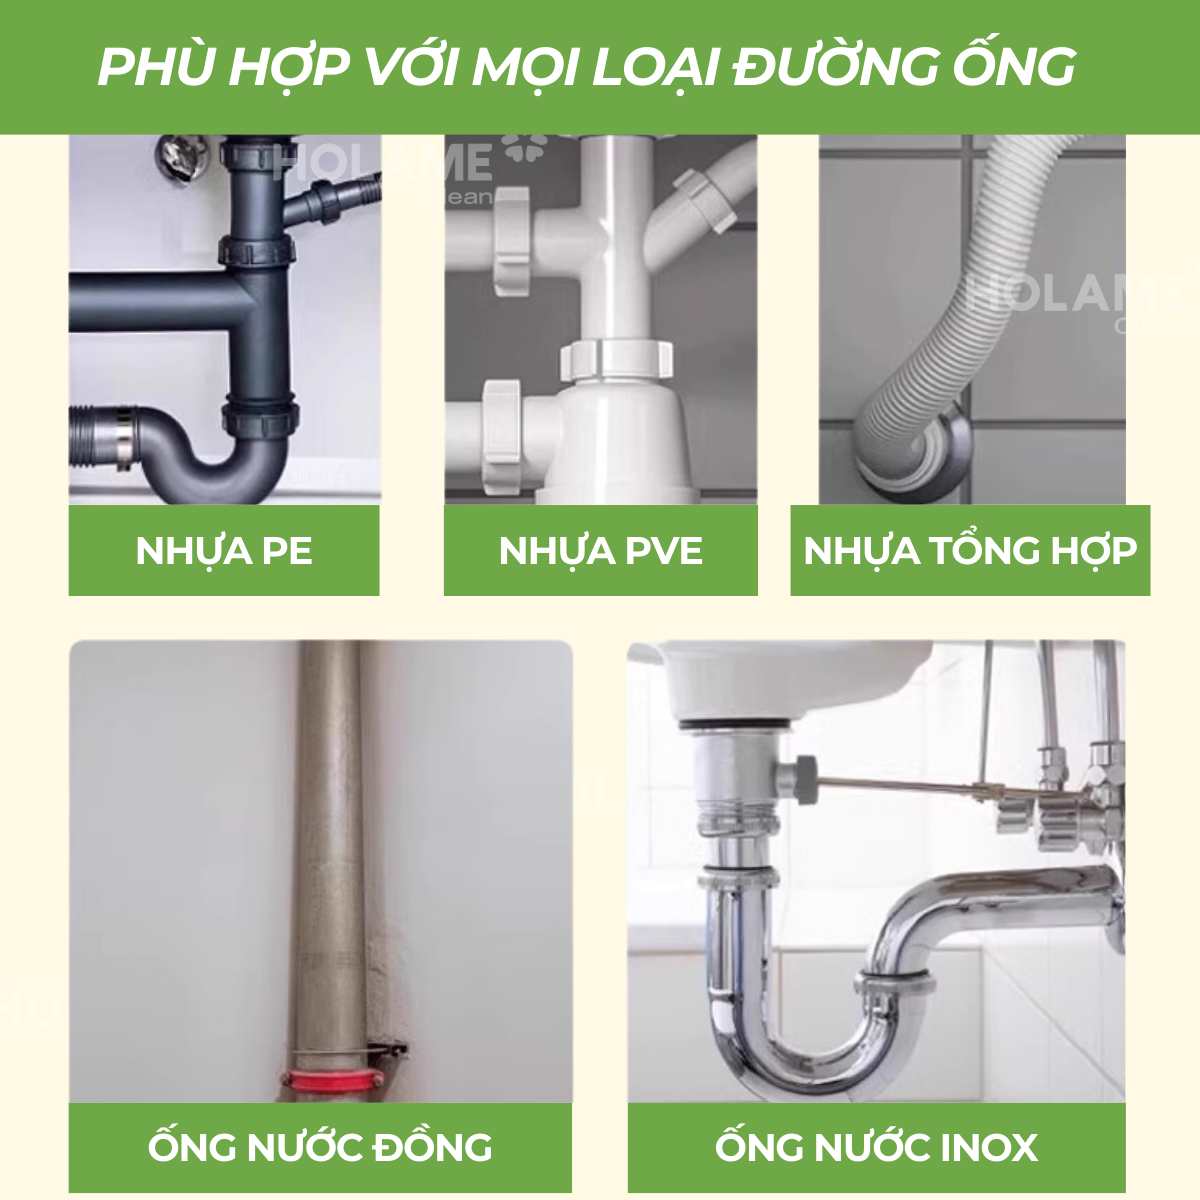 PHÙ HỢP VỚI MỌI LOẠI ĐƯỜNG ỐNG
HOLAME
Clean
HOLAME
Clean
NHỰA PE
NHỰA PVE
NHỰA TỔNG HỢP
ỐNG NƯỚC ĐỒNG
ỐNG NƯỚC INOX